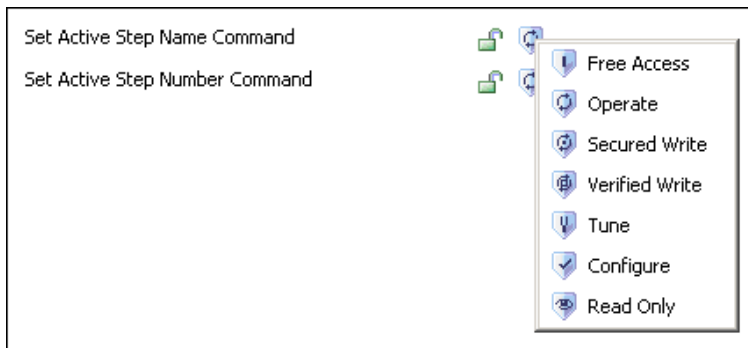 Set Active Step Name Command
Set Active Step Number Command
Free Access
Operate
Secured Write
Verified Write
Tune
Configure
Read Only